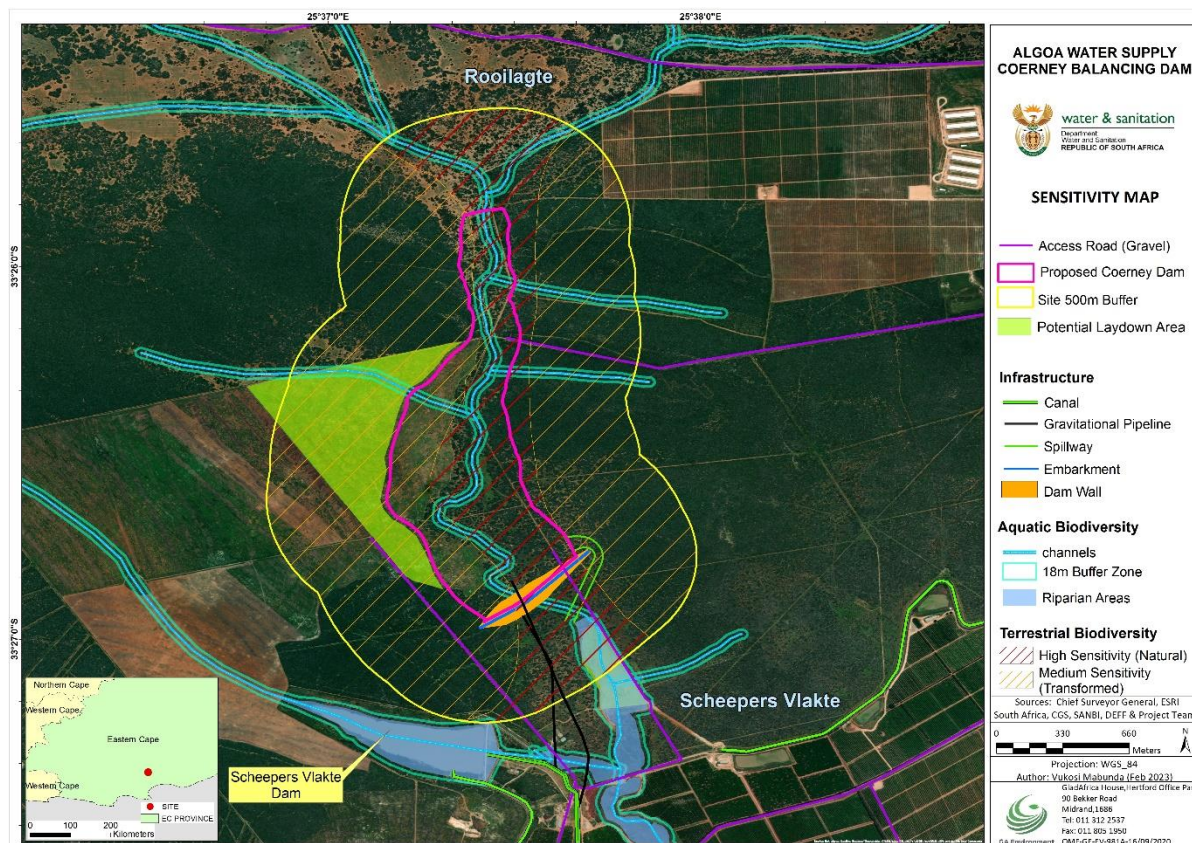 25°37'0"E
25°38'0"E
33°26'0"S
33°27'0"S
Rooilagte
Scheepers Vlakte
Scheepers Vlakte
Dam
Northern Cape
Western Cape
Eastern Cape
Western Cape
SITE
EC PROVINCE
0 100 200
Kilometers
ALGOA WATER SUPPLY
COERNEY BALANCING DAM
water & sanitation
Department:
Water and Sanitation
REPUBLIC OF SOUTH AFRICA
SENSITIVITY MAP
Access Road (Gravel)
Proposed Coerney Dam
Site 500m Buffer
Potential Laydown Area
Infrastructure
Canal
Gravitational Pipeline
Spillway
Embarkment
Dam Wall
Aquatic Biodiversity
channels
18m Buffer Zone
Riparian Areas
Terrestrial Biodiversity
High Sensitivity (Natural)
Medium Sensitivity
(Transformed)
Sources: Chief Surveyor General, ESRI
South Africa, CGS, SANBI, DEFF & Project Team
0 330 660
Meters
N
Projection: WGS_84
Author: Vukosi Mabunda (Feb 2023)
GladAfrica House, Hertford Office Par
90 Bekker Road
Midrand,1686
Tel: 011 312 2537
Fax: 011 805 1950